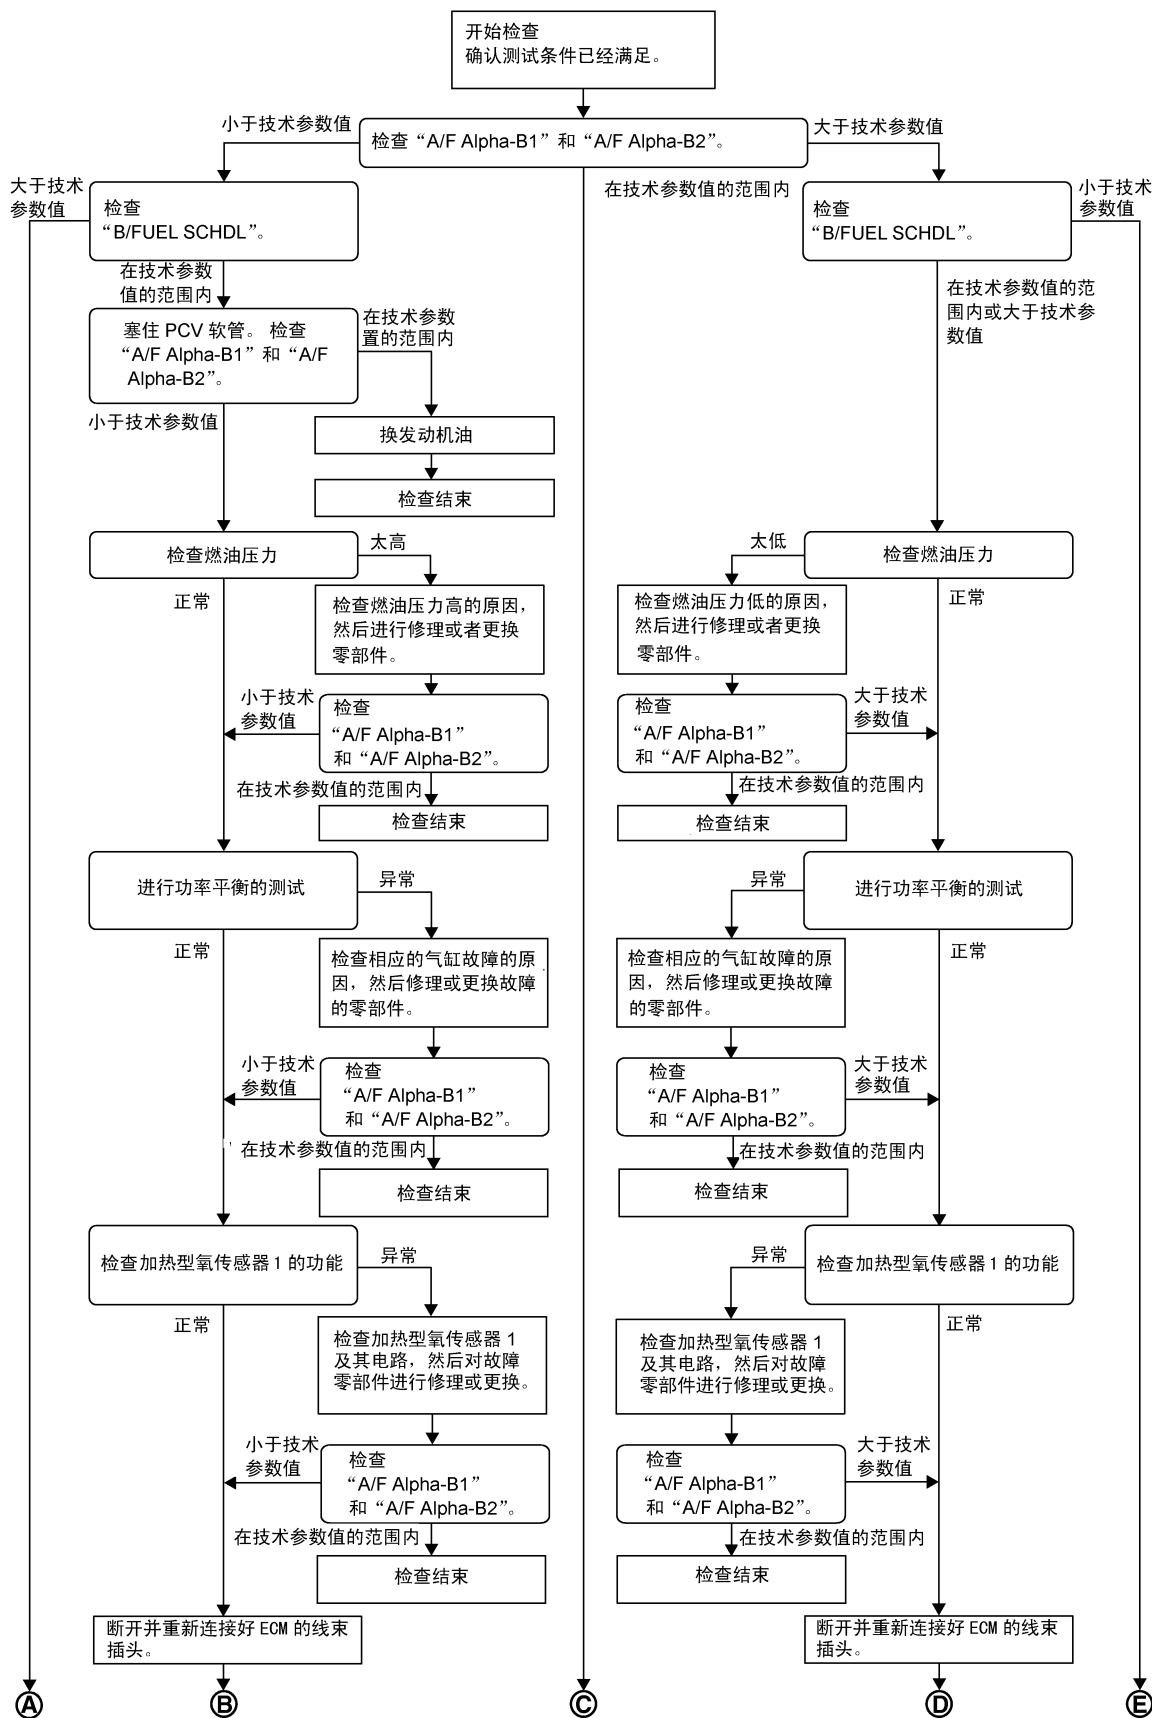 开始检查
确认测试条件已经满足。
小于技术参数值
检查“A/F Alpha-B1”和“A/F Alpha-B2”。
大于技术参数值
大于技术
参数值
检查
“B/FUEL SCHDL”。
在技术参数值的范围内
检查
“B/FUEL SCHDL”。
小于技术
参数值
在技术参数
值的范围内
在技术参数值的范
围内或大于技术参
数值
塞住 PCV 软管。 检查
“A/F Alpha-B1”和“A/F
Alpha-B2”。
在技术参数
置的范围内
小于技术参数值
换发动机油
检查结束
检查燃油压力
太高
太低
检查燃油压力
正常
检查燃油压力高的原因，
然后进行修理或者更换
零部件。
检查燃油压力低的原因，
然后进行修理或者更换
零部件。
正常
小于技术
参数值
检查
“A/F Alpha-B1”
和“A/F Alpha-B2”。
检查
“A/F Alpha-B1”
和“A/F Alpha-B2”。
大于技术
参数值
在技术参数值的范围内
在技术参数值的范围内
检查结束
检查结束
进行功率平衡的测试
异常
异常
进行功率平衡的测试
正常
检查相应的气缸故障的原
因，然后修理或更换故障
的零部件。
检查相应的气缸故障的原
因，然后修理或更换故障
的零部件。
正常
小于技术
参数值
检查
“A/F Alpha-B1”
和“A/F Alpha-B2”。
检查
“A/F Alpha-B1”
和“A/F Alpha-B2”。
大于技术
参数值
在技术参数值的范围内
在技术参数值的范围内
检查结束
检查结束
检查加热型氧传感器 1 的功能
异常
异常
检查加热型氧传感器 1 的功能
正常
检查加热型氧传感器 1
及其电路，然后对故障
零部件进行修理或更换。
检查加热型氧传感器 1
及其电路，然后对故障
零部件进行修理或更换。
正常
小于技术
参数值
检查
“A/F Alpha-B1”
和“A/F Alpha-B2”。
检查
“A/F Alpha-B1”
和“A/F Alpha-B2”。
大于技术
参数值
在技术参数值的范围内
在技术参数值的范围内
检查结束
检查结束
断开并重新连接好 ECM 的线束
插头。
断开并重新连接好 ECM 的线束
插头。
A
B
C
D
E